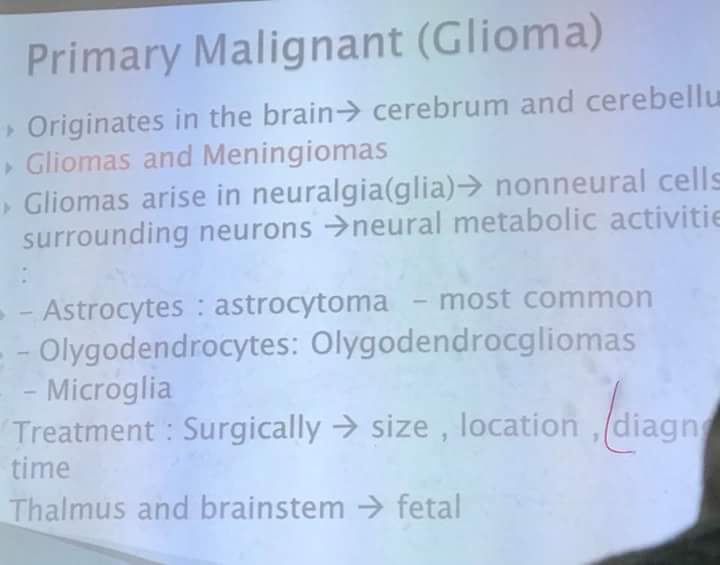 Primary Malignant (Glioma)
Originates in the brain→ cerebrum and cerebellu
Gliomas and Meningiomas
Gliomas arise in neuralgia(glia)→ nonneural cells
surrounding neurons →neural metabolic activitie
:
– Astrocytes : astrocytoma – most common
– Olygodendrocytes: Olygodendrocgliomas
– Microglia
Treatment : Surgically → size , location , diagn
time
Thalmus and brainstem → fetal